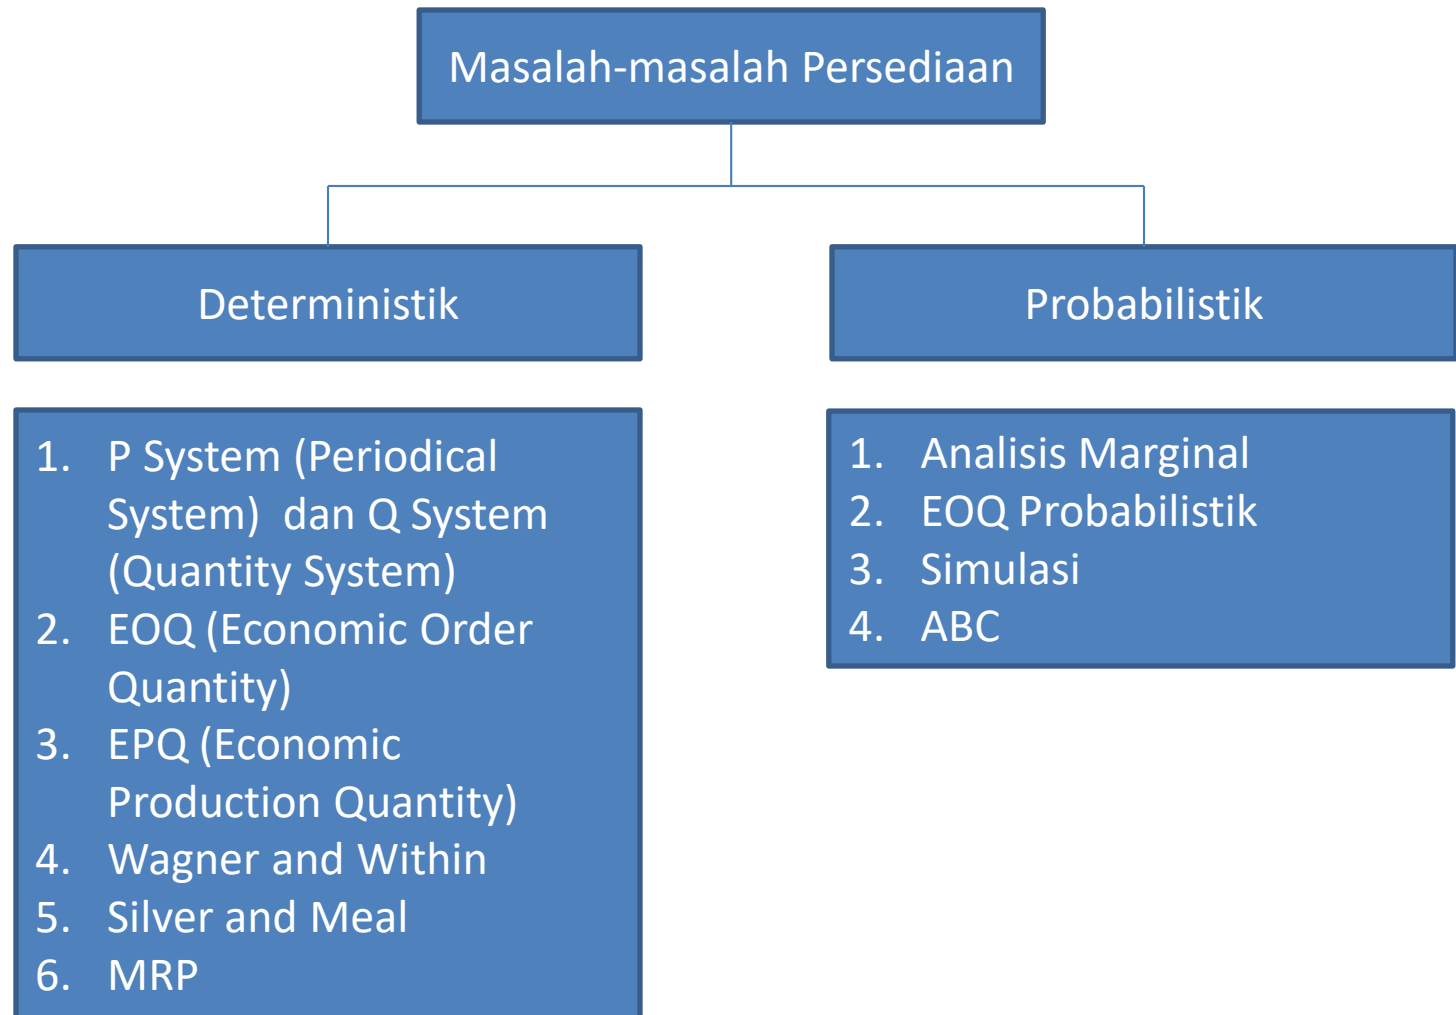 Masalah-masalah Persediaan
Deterministik
Probabilistik
1. P System (Periodical
System) dan Q System
(Quantity System)
2. EOQ (Economic Order
Quantity)
3. EPQ (Economic
Production Quantity)
4. Wagner and Within
5. Silver and Meal
6. MRP
1. Analisis Marginal
2. EOQ Probabilistik
3. Simulasi
4. ABC